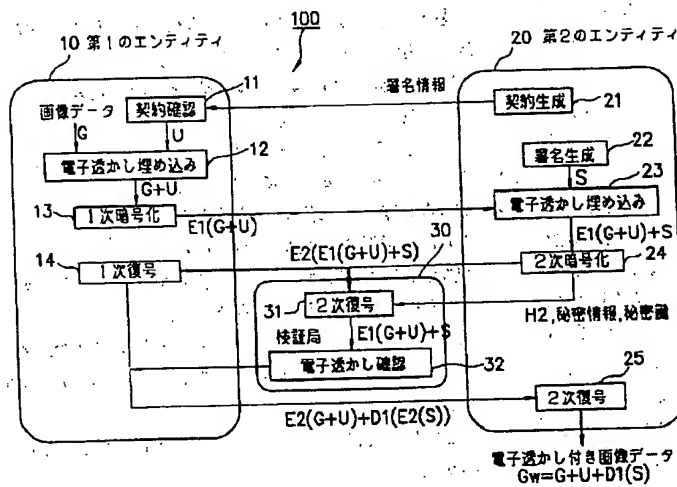 100
10 第1のエンティティ
20 第2のエンティティ
11
署名情報
画像データ
契約確認
契約生成
21
G
U
12
22
電子透かし埋め込み
署名生成
23
G+U
S
13
1次暗号化
E1(G+U)
電子透かし埋め込み
E1(G+U)+S
14
1次復号
E2(E1(G+U)+S)
30
2次暗号化
24
31
2次復号
H2,秘密情報,秘密鍵
検証局
E1(G+U)+S
電子透かし確認
32
25
2次復号
E2(G+U)+D1(E2(S))
電子透かし付き画像データ
Gw=G+U+D1(S)